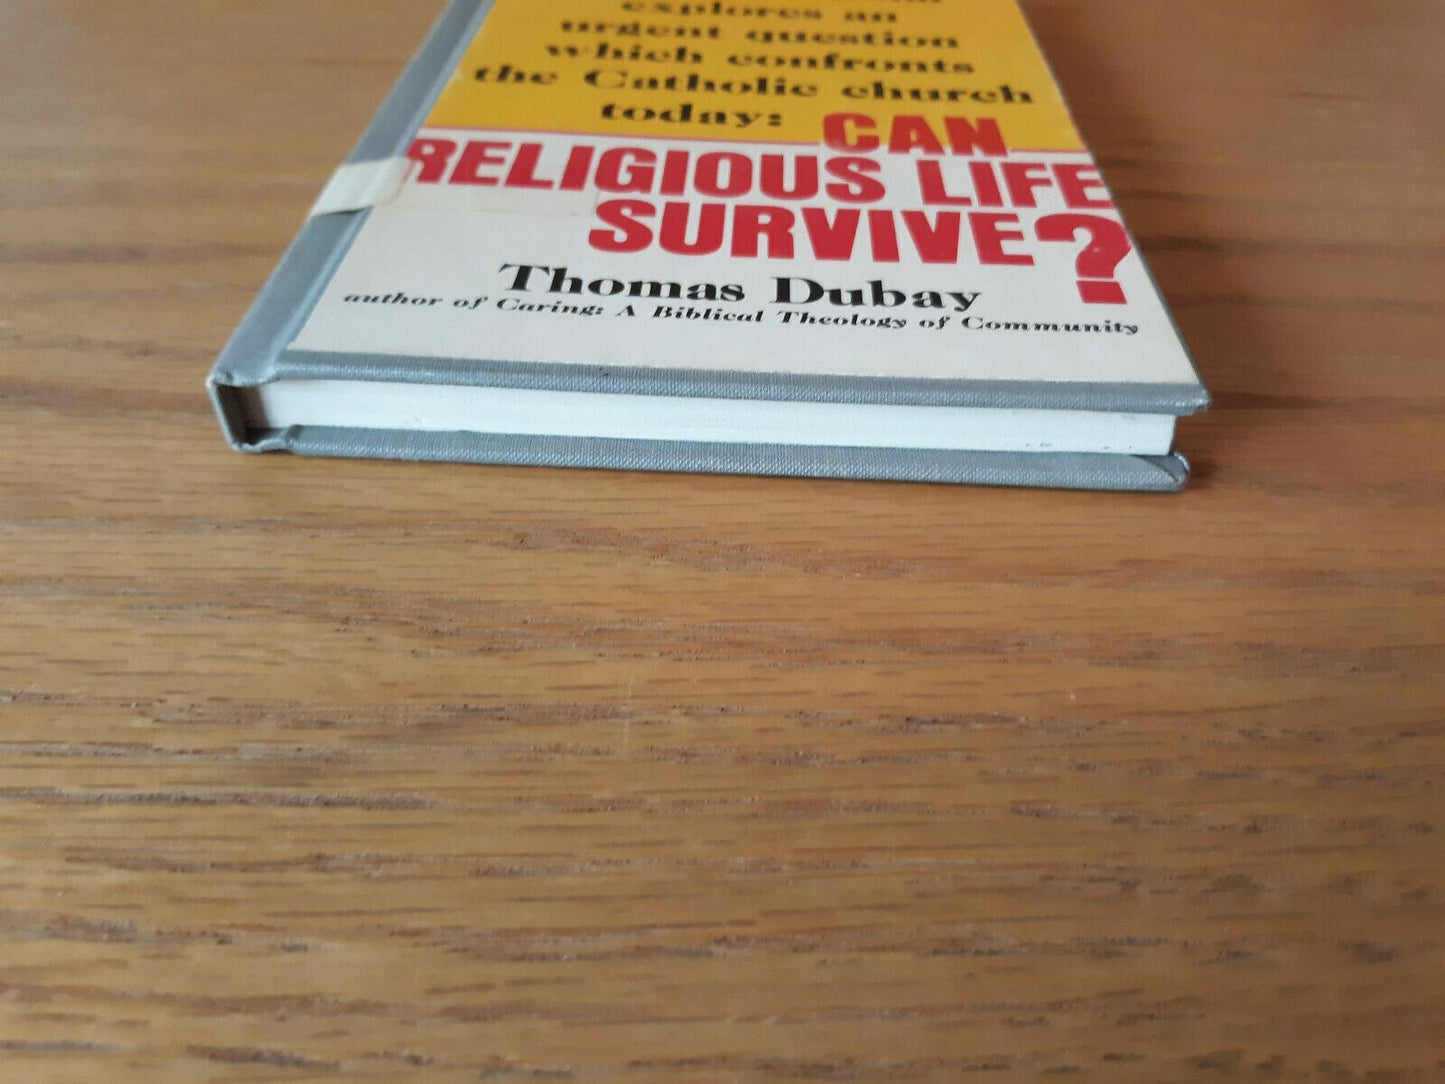 explores an
urgent question
which confronts
the Catholic church
today: CAN
RELIGIOUS LIFE
SURVIVE?
Thomas Dubay
author of Caring: A Biblical Theology of Community